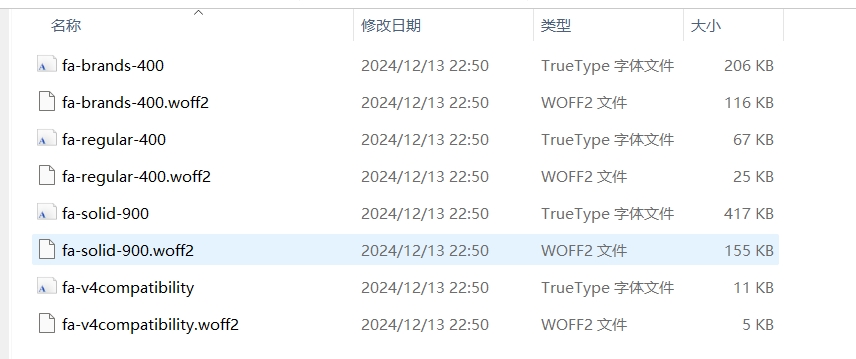 名称 修改日期 类型 大小
fa-brands-400 2024/12/13 22:50 TrueType 字体文件 206 KB
fa-brands-400.woff2 2024/12/13 22:50 WOFF2 文件 116 KB
fa-regular-400 2024/12/13 22:50 TrueType 字体文件 67 KB
fa-regular-400.woff2 2024/12/13 22:50 WOFF2 文件 25 KB
fa-solid-900 2024/12/13 22:50 TrueType 字体文件 417 KB
fa-solid-900.woff2 2024/12/13 22:50 WOFF2 文件 155 KB
fa-v4compatibility 2024/12/13 22:50 TrueType 字体文件 11 KB
fa-v4compatibility.woff2 2024/12/13 22:50 WOFF2 文件 5 KB